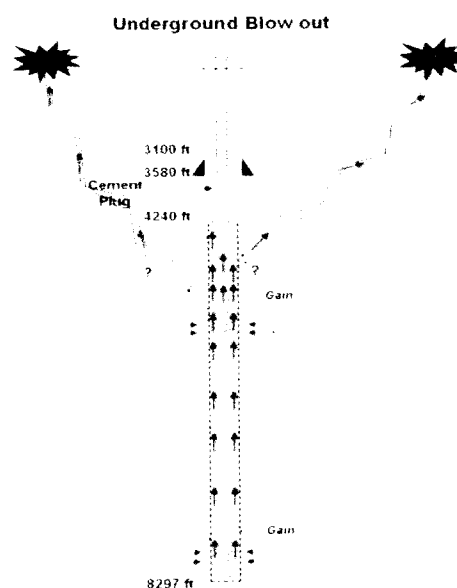 Underground Blow out
3100 ft
3580 ft
Cement
Plug
4240 ft
?
?
Gain
Gain
8297 ft